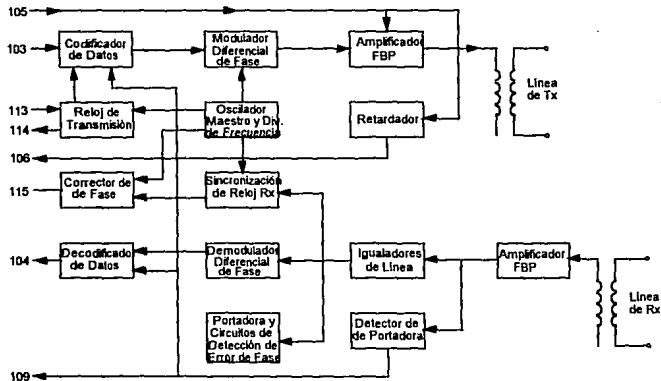 105
103
Codificador
de Datos
Modulador
Diferencial
de Fase
Amplificador
FBP
Línea
de Tx
113
114
Reloj de
Transmisión
Oscilador
Maestro y Div.
de Frecuencia
Retardador
106
115
Corrector de
de Fase
Sincronización
de Reloj Rx
104
Decodificado
de Datos
Demodulador
Diferencial
de Fase
Igualadores
de Línea
Amplificador
FBP
Línea
de Rx
Portadora y
Circuitos de
Detección de
Error de Fase
Detector de
de Portadora
109